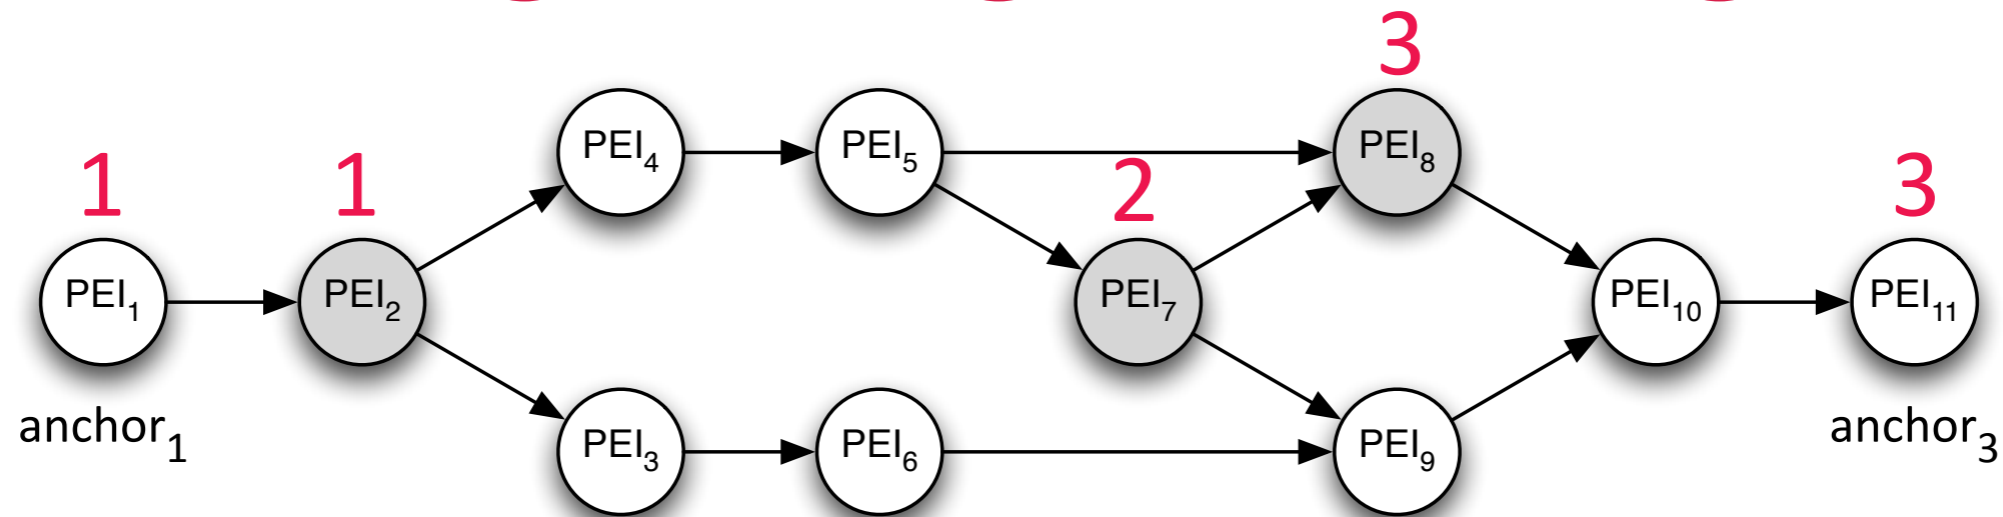 3
PEI4 PEI5 PEI8
1 1 2 3
PEI1 PEI2 PEI7 PEI10 PEI11
anchor1 anchor3
PEI3 PEI6 PEI9